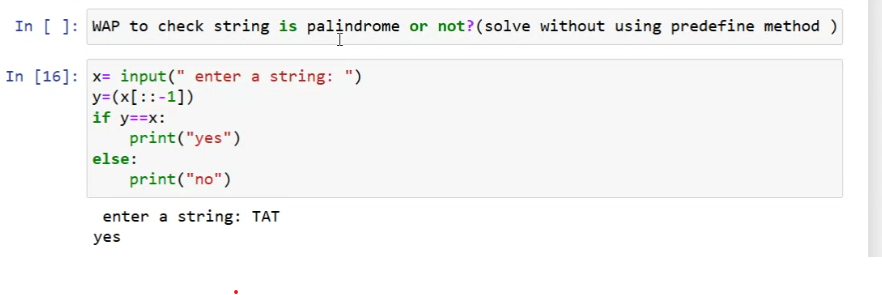 In [ ]: WAP to check string is palindrome or not?(solve without using predefine method )
In [16]: x= input(" enter a string: ")
y=(x[::-1])
if y==x:
    print("yes")
else:
    print("no")
 enter a string: TAT
yes